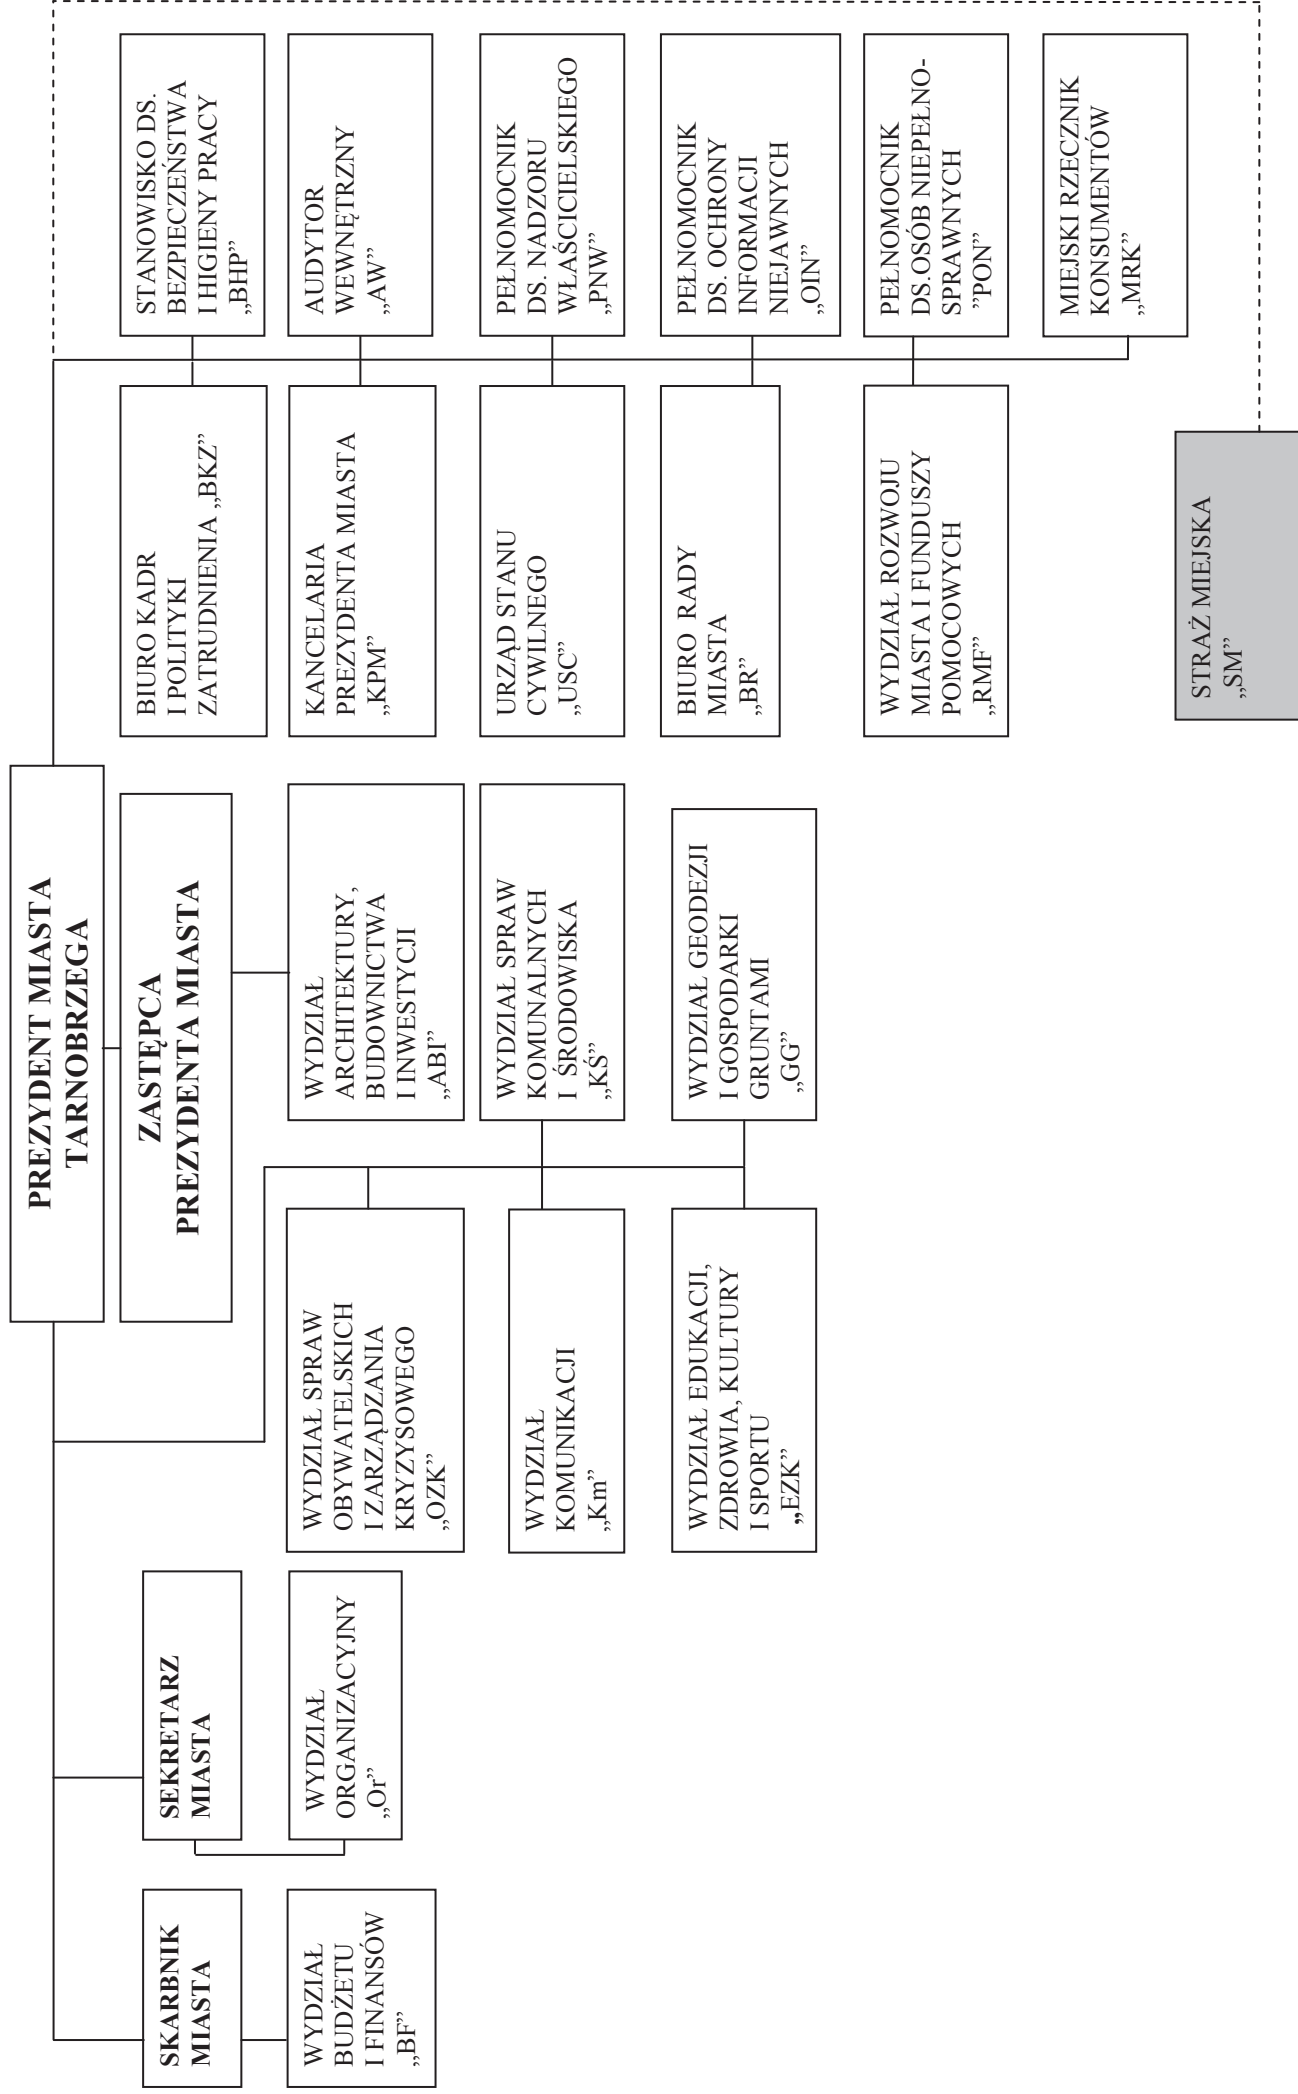 PREZYDENT MIASTA
TARNOBRZEGA
ZASTĘPCA
PREZYDENTA MIASTA
SKARBNIK
MIASTA
WYDZIAŁ
BUDŻETU
I FINANSÓW
„BF”
SEKRETARZ
MIASTA
WYDZIAŁ
ORGANIZACYJNY
„Or”
WYDZIAŁ SPRAW
OBYWATELSKICH
I ZARZĄDZANIA
KRYZYSOWEGO
„OZK”
WYDZIAŁ
KOMUNIKACJI
„Km”
WYDZIAŁ EDUKACJI,
ZDROWIA, KULTURY
I SPORTU
„EZK”
WYDZIAŁ
ARCHITEKTURY,
BUDOWNICTWA
I INWESTYCJI
„ABI”
WYDZIAŁ SPRAW
KOMUNALNYCH
I ŚRODOWISKA
„KŚ”
WYDZIAŁ GEODEZJI
I GOSPODARKI
GRUNTAMI
„GG”
BIURO KADR
I POLITYKI
ZATRUDNIENIA „BKZ”
KANCELARIA
PREZYDENTA MIASTA
„KPM”
URZĄD STANU
CYWILNEGO
„USC”
BIURO RADY
MIASTA
„BR”
WYDZIAŁ ROZWOJU
MIASTA I FUNDUSZY
POMOCOWYCH
„RMF”
STANOWISKO DS.
BEZPIECZEŃSTWA
I HIGIENY PRACY
„BHP”
AUDYTOR
WEWNĘTRZNY
„AW”
PEŁNOMOCNIK
DS. NADZORU
WŁAŚCICIELSKIEGO
„PNW”
PEŁNOMOCNIK
DS. OCHRONY
INFORMACJI
NIEJAWNYCH
„OIN”
PEŁNOMOCNIK
DS.OSÓB NIEPEŁNO-
SPRAWNYCH
”PON”
MIEJSKI RZECZNIK
KONSUMENTÓW
„MRK”
STRAŻ MIEJSKA
„SM”